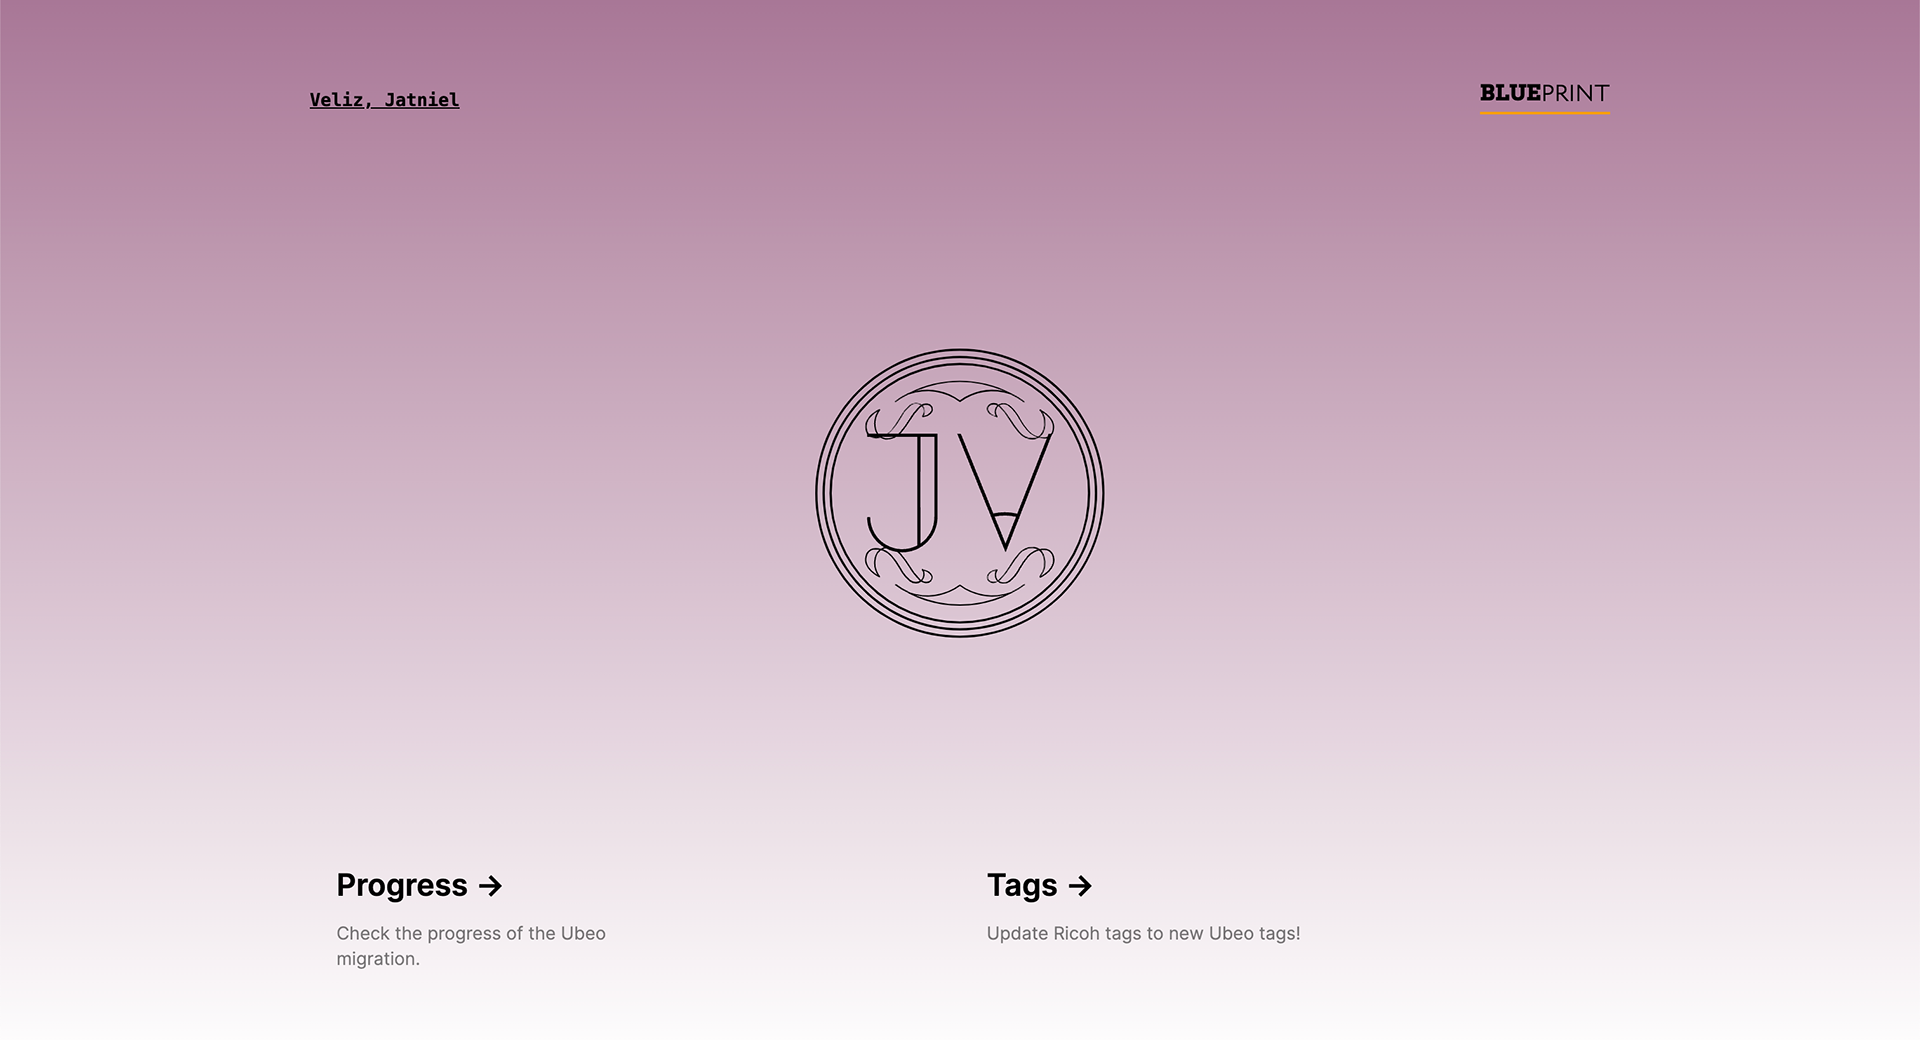 Veliz, Jatniel
BLUEPRINT
JV
Progress →
Check the progress of the Ubeo
migration.
Tags →
Update Ricoh tags to new Ubeo tags!